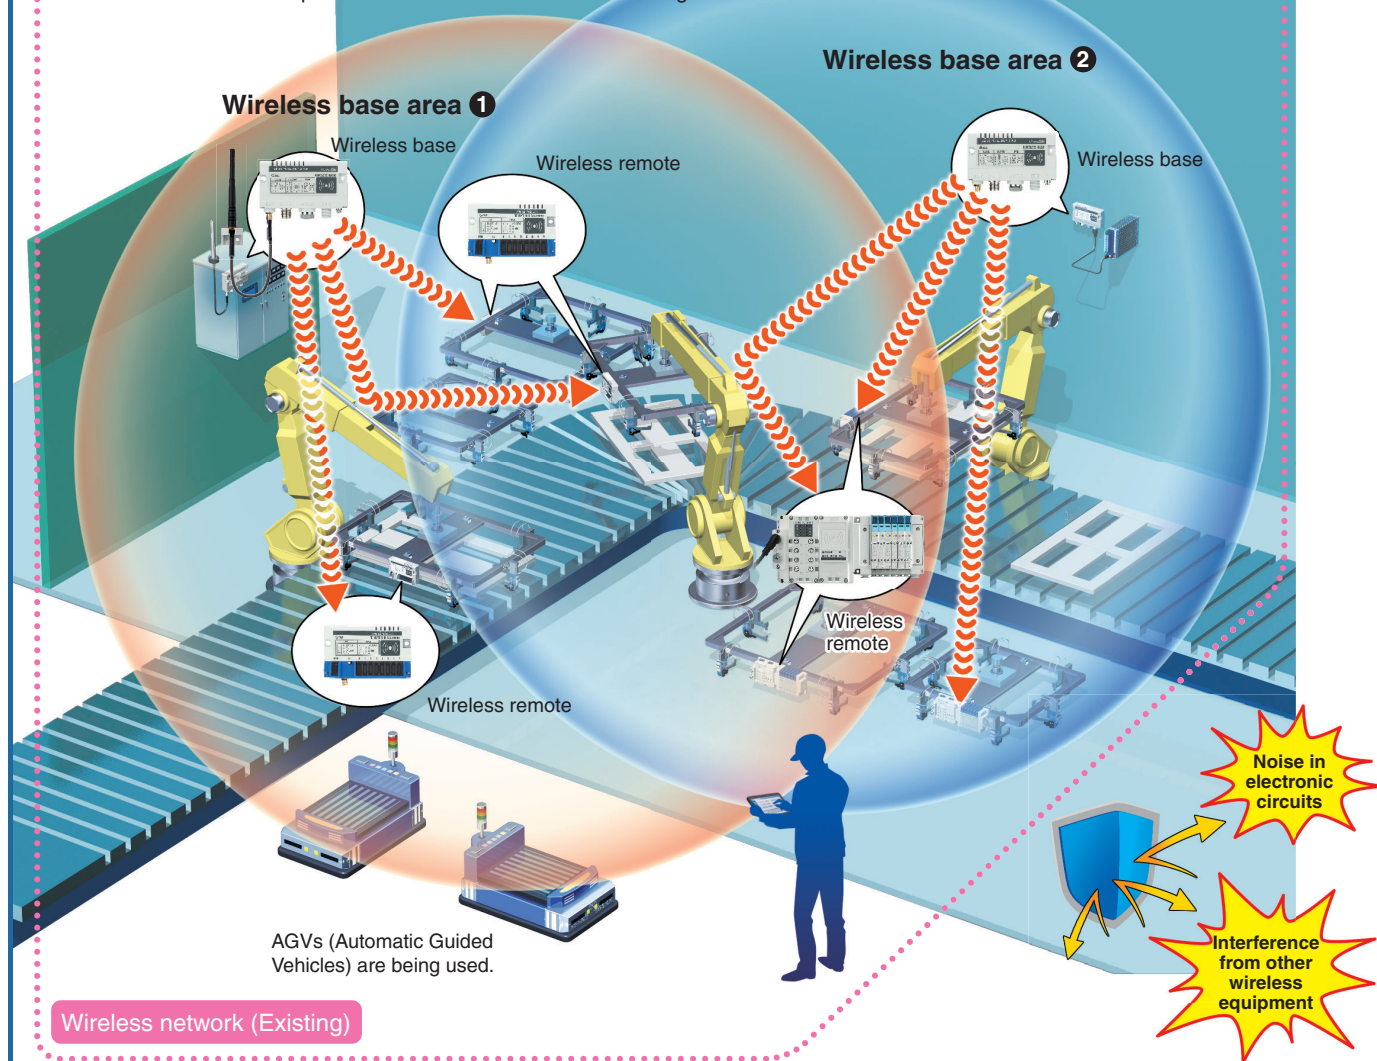 Wireless base area ❷
Wireless base area ❶
Wireless base
Wireless remote
Wireless base
Wireless
remote
Wireless remote
Noise in
electronic
circuits
AGVs (Automatic Guided
Vehicles) are being used.
Interference
from other
wireless
equipment
Wireless network (Existing)